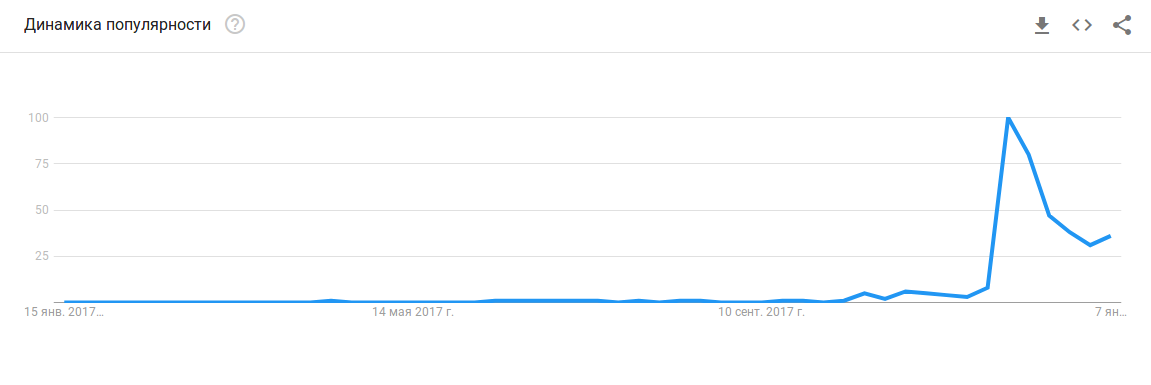 Динамика популярности
100
75
50
25
15 янв. 2017…
14 мая 2017 г.
10 сент. 2017 г.
7 ян…